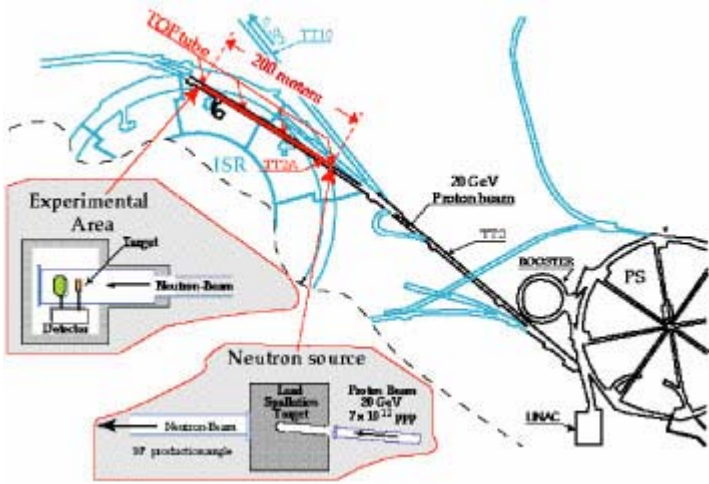 TOF tube
200 meters
TT10
ISR
TT2A
20 GeV
Proton beam
TT2
BOOSTER
PS
LINAC
Experimental
Area
Target
Neutron-Beam
Detector
Neutron source
Lead
Spallation
Target
Proton Beam
20 GeV
ppp
Neutron-Beam
production angle